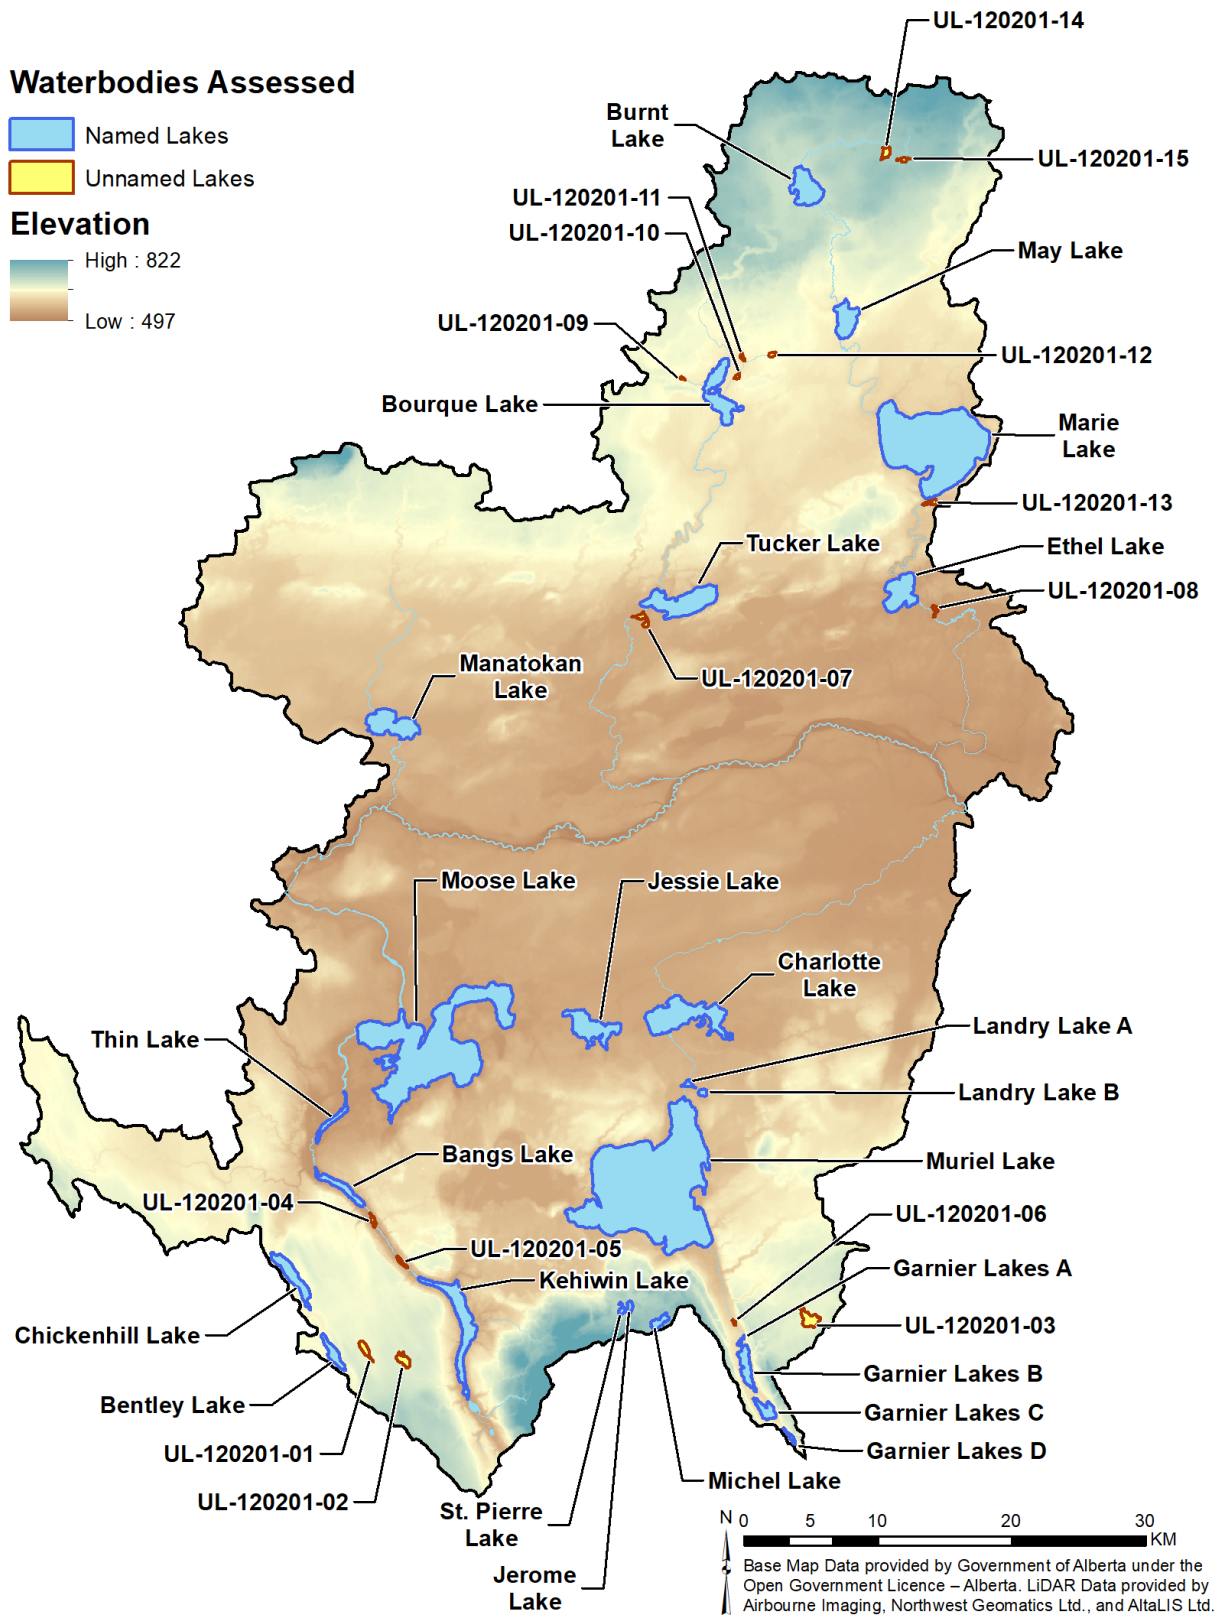 Waterbodies Assessed
Named Lakes
Unnamed Lakes
Elevation
High : 822
Low : 497
UL-120201-14
Burnt
Lake
UL-120201-15
UL-120201-11
UL-120201-10
May Lake
UL-120201-09
UL-120201-12
Bourque Lake
Marie
Lake
UL-120201-13
Tucker Lake
Ethel Lake
UL-120201-08
Manatokan
Lake
UL-120201-07
Moose Lake
Jessie Lake
Charlotte
Lake
Thin Lake
Landry Lake A
Landry Lake B
Bangs Lake
Muriel Lake
UL-120201-04
UL-120201-06
UL-120201-05
Garnier Lakes A
Kehiwin Lake
Chickenhill Lake
UL-120201-03
Garnier Lakes B
Bentley Lake
Garnier Lakes C
UL-120201-01
Garnier Lakes D
Michel Lake
UL-120201-02
St. Pierre
Lake
Jerome
Lake
N 0 5 10 20 30
KM
Base Map Data provided by Government of Alberta under the
Open Government Licence – Alberta. LiDAR Data provided by
Airbourne Imaging, Northwest Geomatics Ltd., and AltaLIS Ltd.